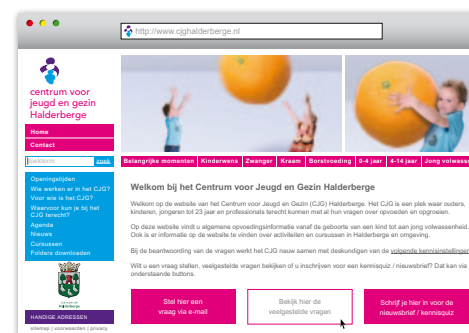 http://www.cjghalderberge.nl
centrum voor
jeugd en gezin
Halderberge
Home
Contact
zoekterm zoek
Belangrijke momenten Kinderwens Zwanger Kraam Borstvoeding 0-4 jaar 4-14 jaar Jong volwasse
Openingstijden
Wie werken er in het CJG?
Voor wie is het CJG?
Waarvoor kun je bij het
CJG terecht?
Agenda
Nieuws
Cursussen
Folders downloaden
Welkom bij het Centrum voor Jeugd en Gezin Halderberge
Welkom op de website van het Centrum voor Jeugd en Gezin (CJG) Halderberge. Het CJG is een plek waar ouders,
kinderen, jongeren tot 23 jaar en professionals terecht kunnen met al hun vragen over opvoeden en opgroeien.
Op deze website vindt u algemene opvoedingsinformatie vanaf de geboorte van een kind tot aan jong volwassenheid.
Ook is er informatie op de website te vinden over activiteiten en cursussen in Halderberge en omgeving.
Bij de beantwoording van de vragen werkt het CJG nauw samen met deskundigen van de volgende kennisinstellingen
Wilt u een vraag stellen, veelgestelde vragen bekijken of u inschrijven voor een kennisquiz / nieuwsbrief? Dat kan via
onderstaande buttons.
Gemeente
Halderberge
HANDIGE ADRESSEN
sitemap | voorwaarden | privacy
Stel hier een
vraag via e-mail
Bekijk hier de
veelgestelde vragen
Schrijf je hier in voor de
nieuwsbrief / kennisquiz